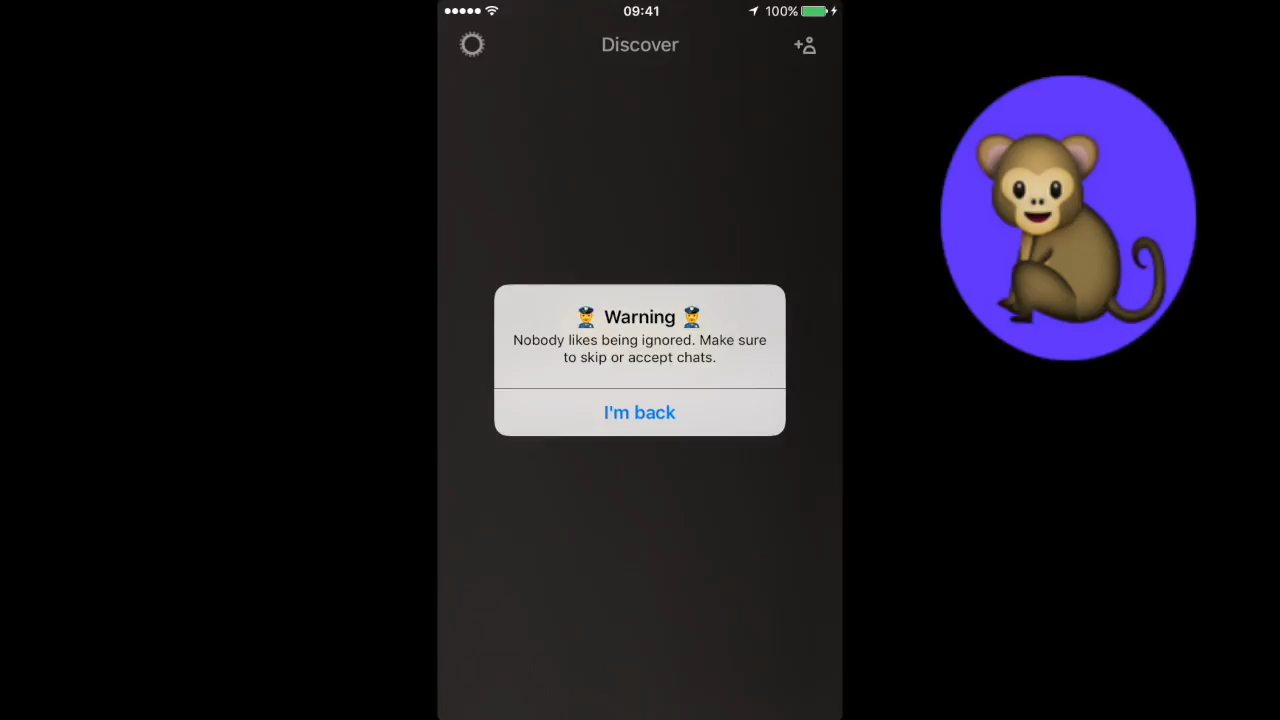 09:41
100%
Discover
Warning
Nobody likes being ignored. Make sure
to skip or accept chats.
I'm back